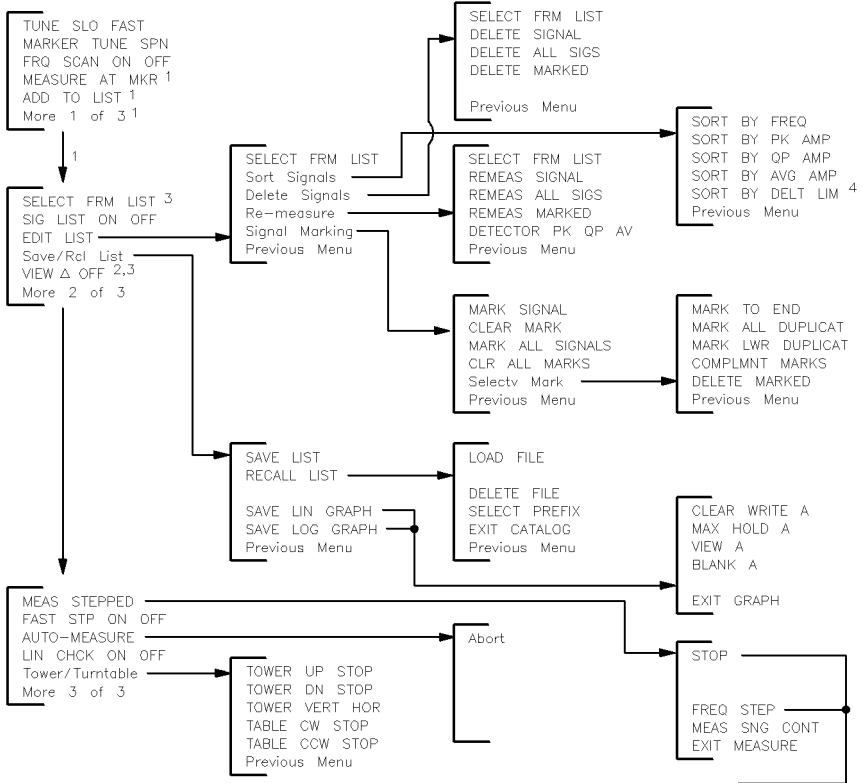 TUNE SLO FAST
MARKER TUNE SPN
FRQ SCAN ON OFF
MEASURE AT MKR 1
ADD TO LIST 1
More 1 of 3 1
1
SELECT FRM LIST 3
SIG LIST ON OFF
EDIT LIST
Save/Rcl List
VIEW Δ OFF 2,3
More 2 of 3
SELECT FRM LIST
Sort Signals
Delete Signals
Re-measure
Signal Marking
Previous Menu
SELECT FRM LIST
DELETE SIGNAL
DELETE ALL SIGS
DELETE MARKED
Previous Menu
SORT BY FREQ
SORT BY PK AMP
SORT BY QP AMP
SORT BY AVG AMP
SORT BY DELT LIM 4
Previous Menu
SELECT FRM LIST
REMEAS SIGNAL
REMEAS ALL SIGS
REMEAS MARKED
DETECTOR PK QP AV
Previous Menu
MARK SIGNAL
CLEAR MARK
MARK ALL SIGNALS
CLR ALL MARKS
Selectv Mark
Previous Menu
MARK TO END
MARK ALL DUPLICAT
MARK LWR DUPLICAT
COMPLMNT MARKS
DELETE MARKED
Previous Menu
SAVE LIST
RECALL LIST
SAVE LIN GRAPH
SAVE LOG GRAPH
Previous Menu
LOAD FILE
DELETE FILE
SELECT PREFIX
EXIT CATALOG
Previous Menu
CLEAR WRITE A
MAX HOLD A
VIEW A
BLANK A
EXIT GRAPH
MEAS STEPPED
FAST STP ON OFF
AUTO-MEASURE
LIN CHCK ON OFF
Tower/Turntable
More 3 of 3
TOWER UP STOP
TOWER DN STOP
TOWER VERT HOR
TABLE CW STOP
TABLE CCW STOP
Previous Menu
Abort
STOP
FREQ STEP
MEAS SNG CONT
EXIT MEASURE